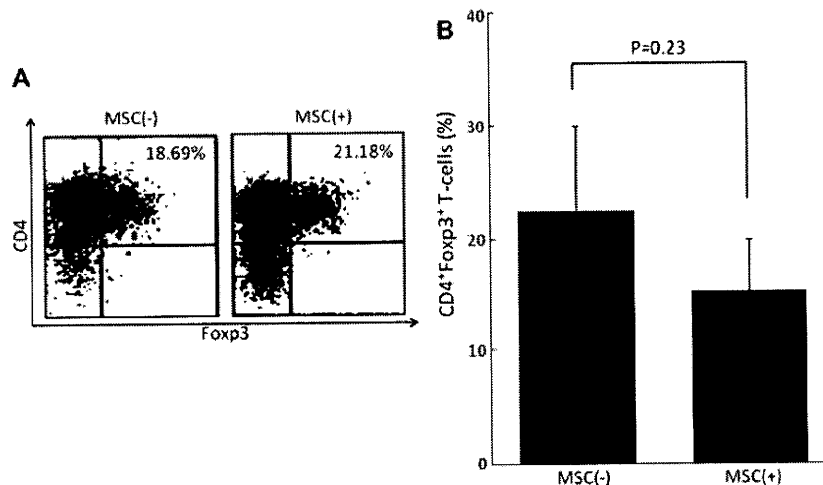 A
MSC(-)
MSC(+)
18.69%
21.18%
CD4
Foxp3
B
CD4⁺Foxp3⁺ T-cells (%)
40
30
20
10
0
P=0.23
MSC(-)
MSC(+)